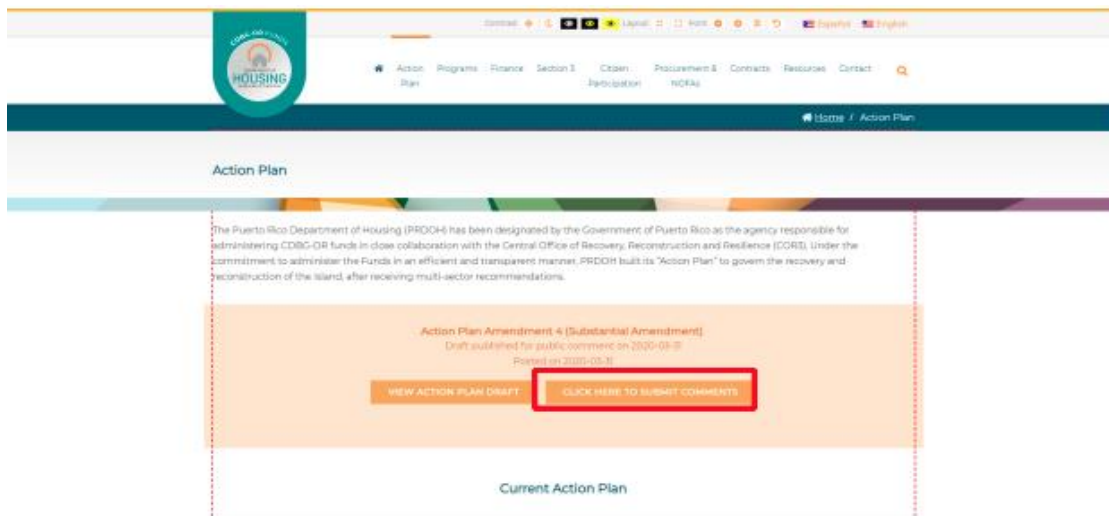 Contrast Layout Font Español English
CDBG-DR FUNDS
HOUSING
Action Plan Programs Finance Section 3 Citizen Participation Procurement & NOFAs Contracts Resources Contact
Home / Action Plan
Action Plan
The Puerto Rico Department of Housing (PRDOH) has been designated by the Government of Puerto Rico as the agency responsible for
administering CDBG-DR funds in close collaboration with the Central Office of Recovery, Reconstruction and Resilience (COR3). Under the
commitment to administer the Funds in an efficient and transparent manner, PRDOH built its "Action Plan" to govern the recovery and
reconstruction of the Island, after receiving multi-sector recommendations.
Action Plan Amendment 4 (Substantial Amendment)
Draft published for public comment on 2020-03-31
Posted on 2020-03-31
VIEW ACTION PLAN DRAFT CLICK HERE TO SUBMIT COMMENTS
Current Action Plan